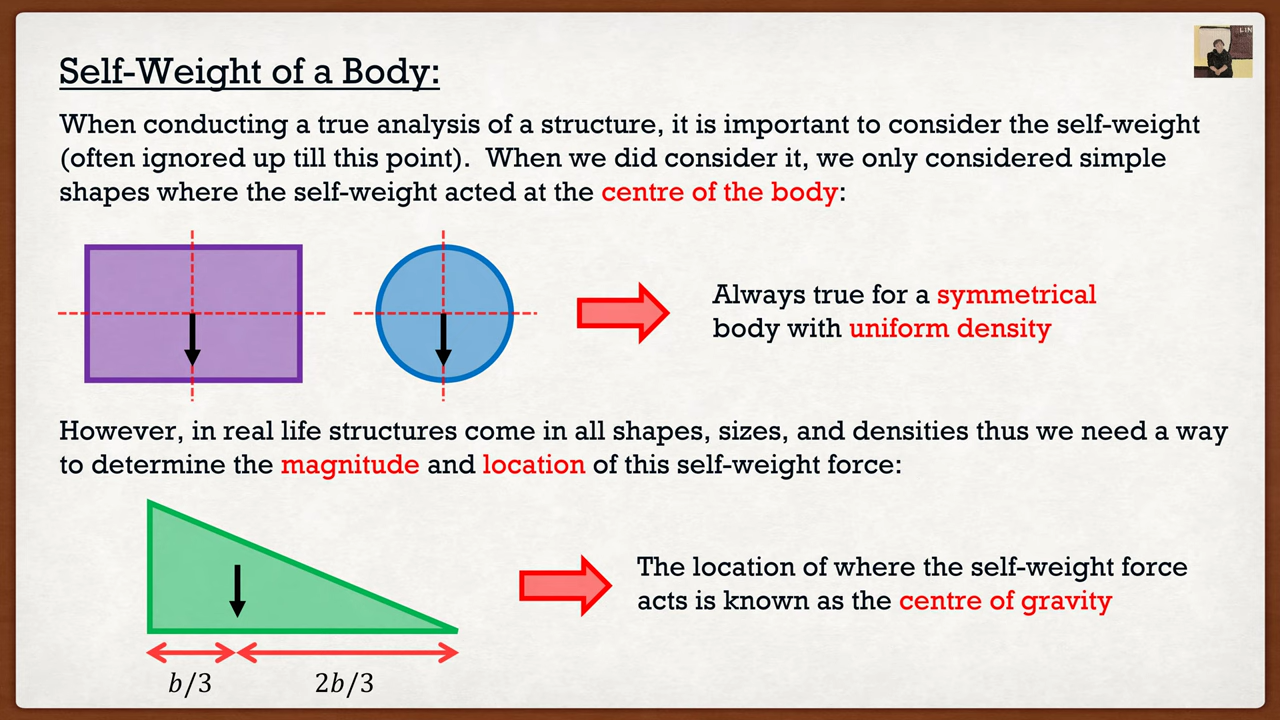 Self-Weight of a Body:
When conducting a true analysis of a structure, it is important to consider the self-weight
(often ignored up till this point). When we did consider it, we only considered simple
shapes where the self-weight acted at the centre of the body:
Always true for a symmetrical
body with uniform density
However, in real life structures come in all shapes, sizes, and densities thus we need a way
to determine the magnitude and location of this self-weight force:
The location of where the self-weight force
acts is known as the centre of gravity
b/3
2b/3